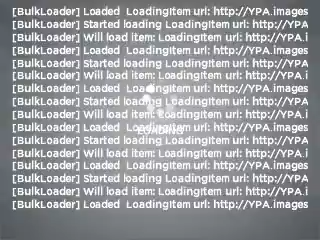 [BulkLoader] Loaded  LoadingItem url: http://YPA.images
[BulkLoader] Started loading LoadingItem url: http://YPA
[BulkLoader] Will load item: LoadingItem url: http://YPA.i
[BulkLoader] Loaded  LoadingItem url: http://YPA.images
[BulkLoader] Started loading LoadingItem url: http://YPA
[BulkLoader] Will load item: LoadingItem url: http://YPA.i
[BulkLoader] Loaded  LoadingItem url: http://YPA.images
[BulkLoader] Started loading LoadingItem url: http://YPA
[BulkLoader] Will load item: LoadingItem url: http://YPA.i
[BulkLoader] Loaded  LoadingItem url: http://YPA.images
LOADING
[BulkLoader] Started loading LoadingItem url: http://YPA
[BulkLoader] Will load item: LoadingItem url: http://YPA.i
[BulkLoader] Loaded  LoadingItem url: http://YPA.images
[BulkLoader] Started loading LoadingItem url: http://YPA
[BulkLoader] Will load item: LoadingItem url: http://YPA.i
[BulkLoader] Loaded  LoadingItem url: http://YPA.images